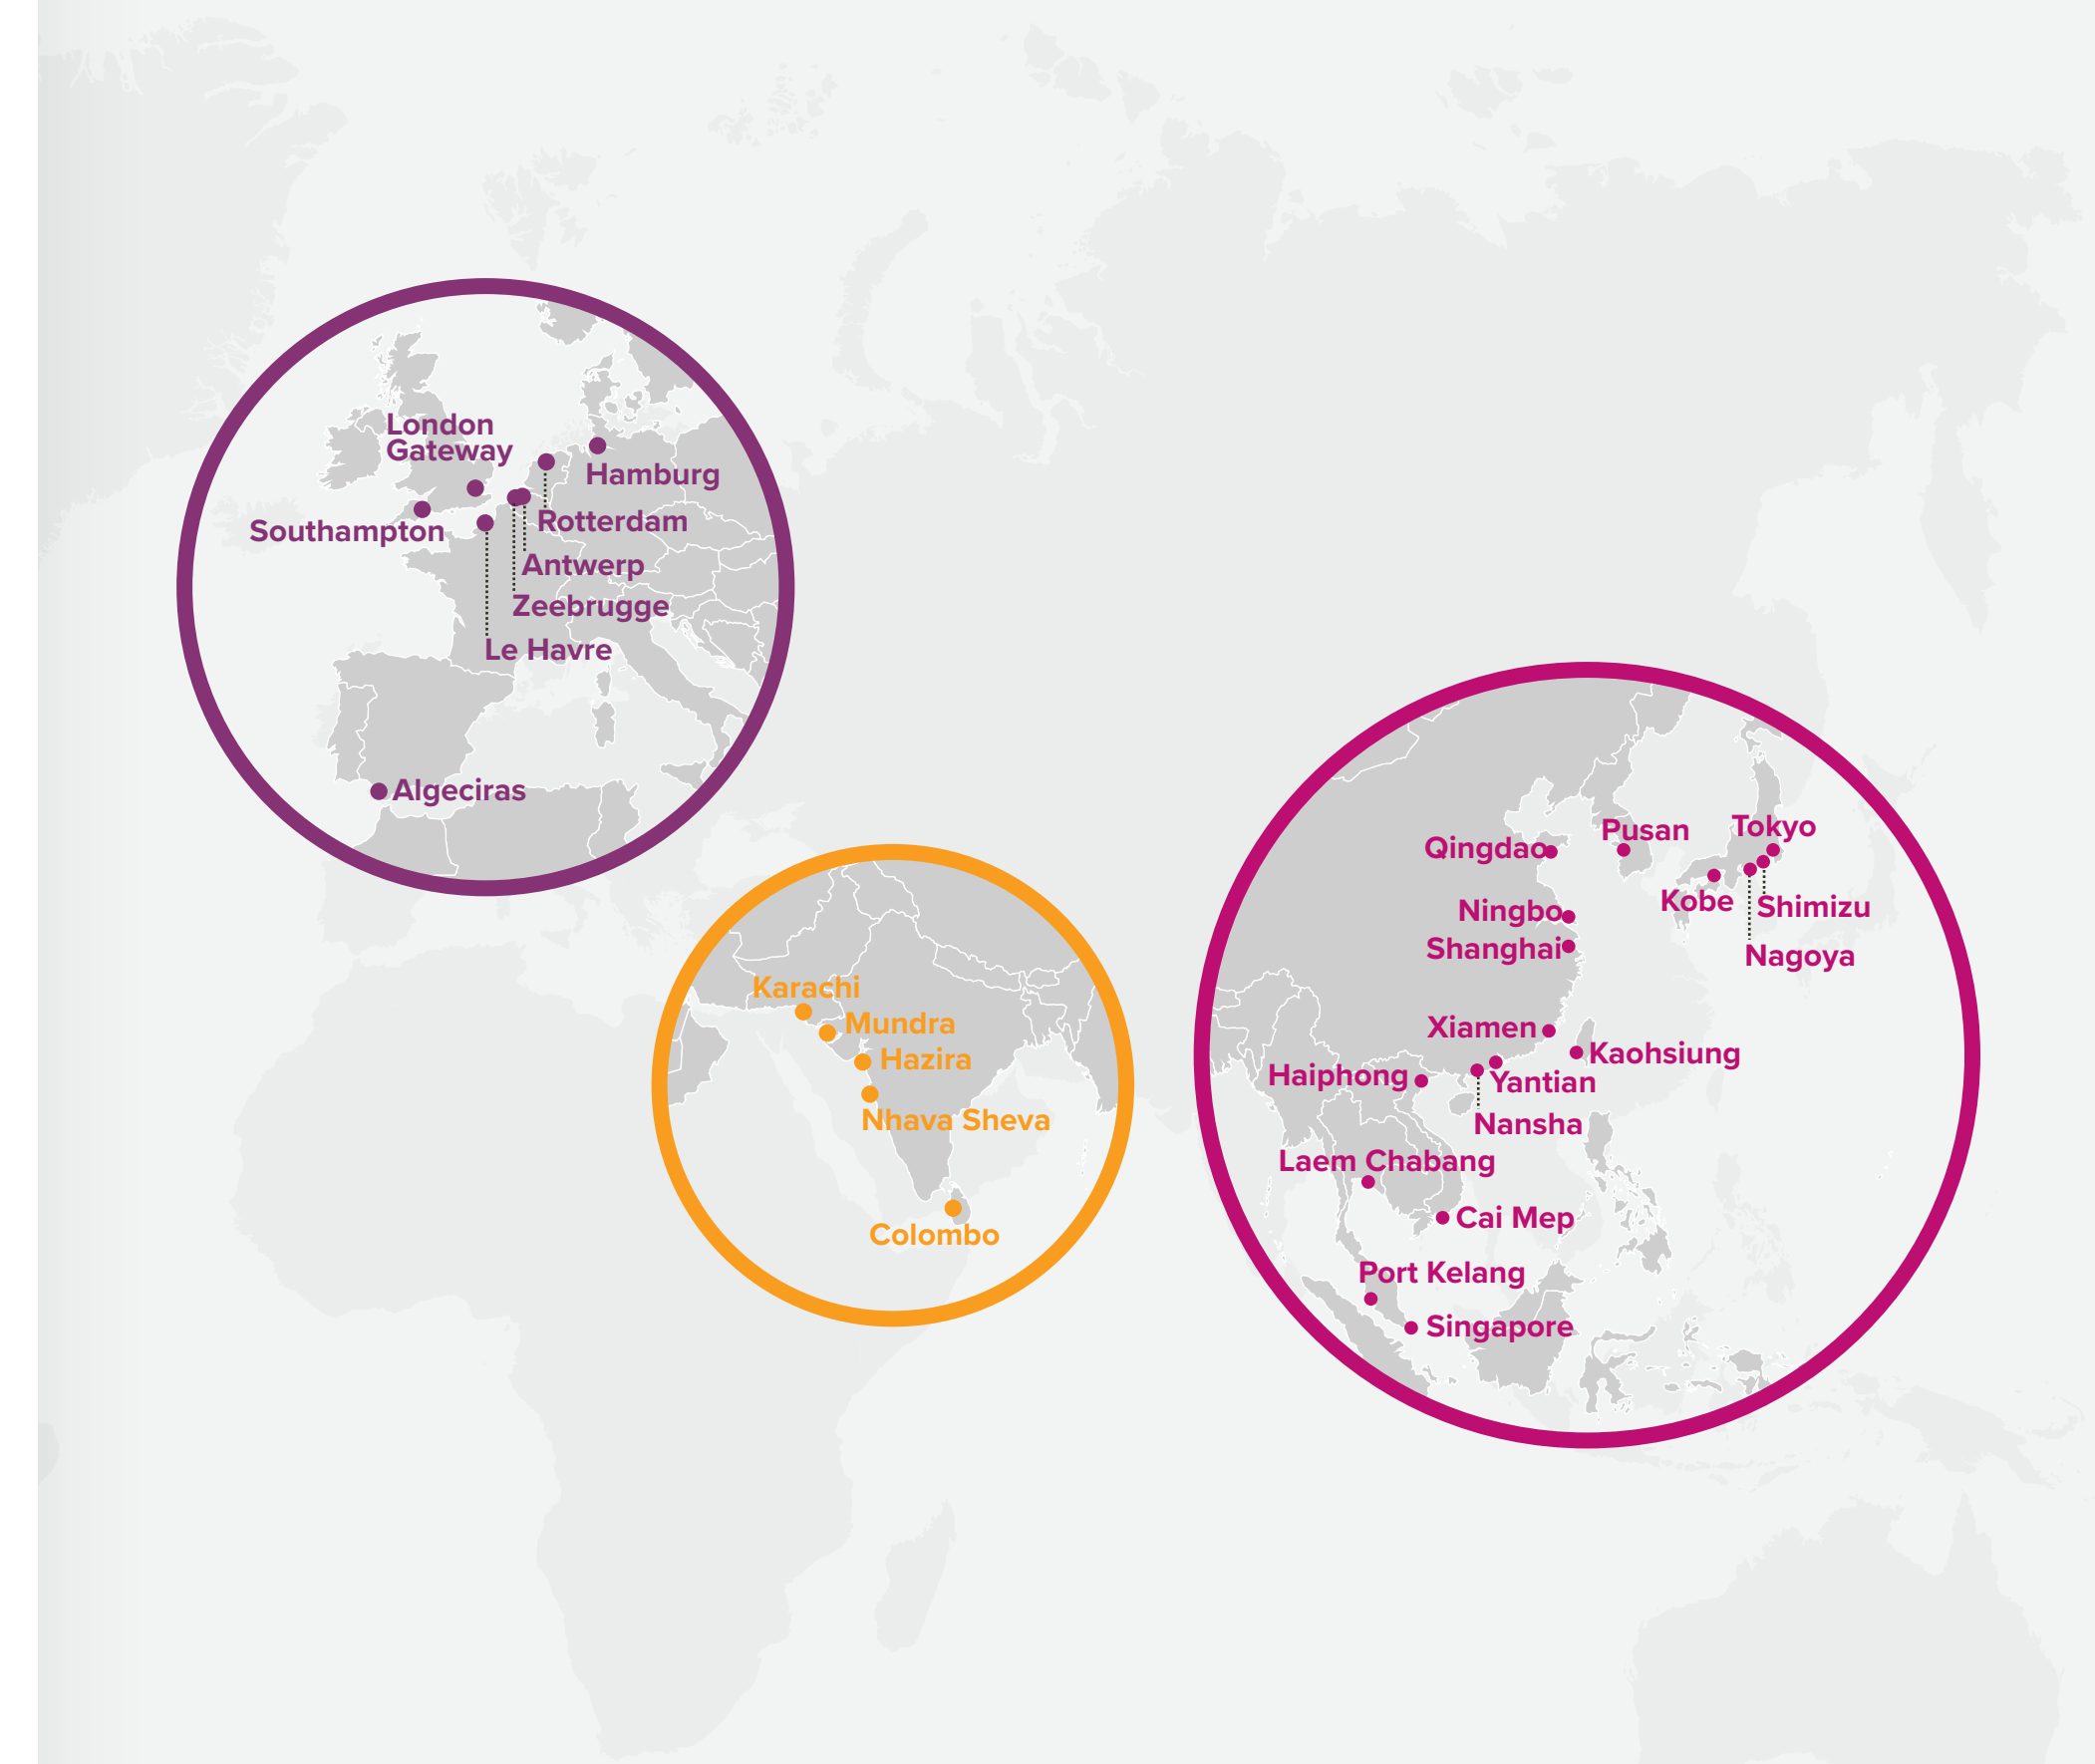 London
Gateway
Hamburg
Rotterdam
Southampton
Antwerp
Zeebrugge
Le Havre
Algeciras
Karachi
Mundra
Hazira
Nhava Sheva
Colombo
Qingdao
Pusan
Tokyo
Kobe
Shimizu
Ningbo
Shanghai
Nagoya
Xiamen
Kaohsiung
Haiphong
Yantian
Nansha
Laem Chabang
Cai Mep
Port Kelang
Singapore